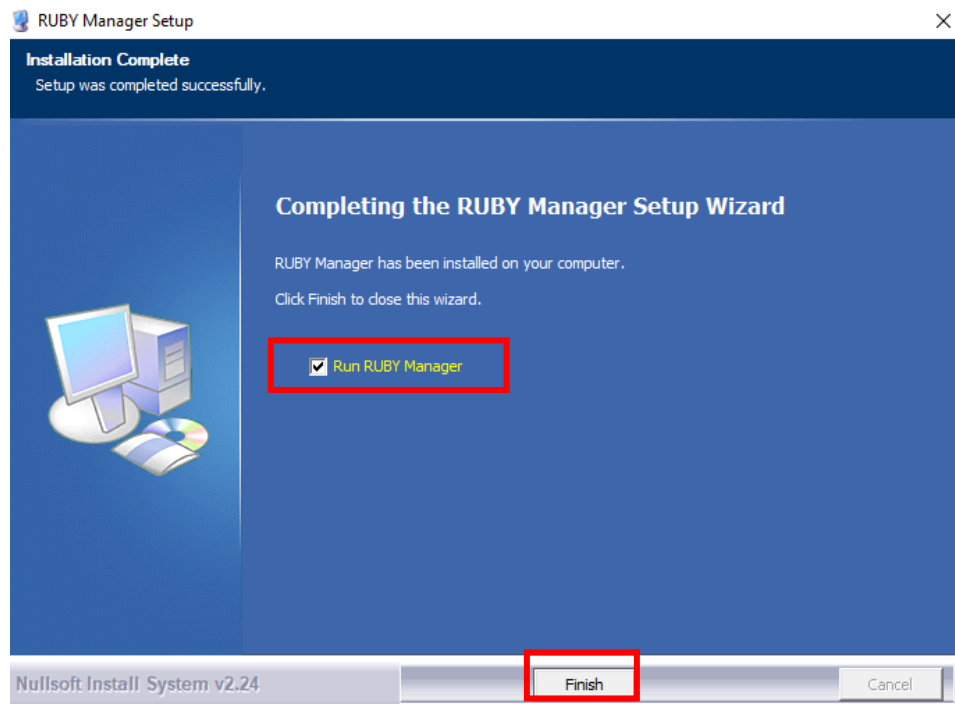 RUBY Manager Setup
Installation Complete
Setup was completed successfully.
Completing the RUBY Manager Setup Wizard
RUBY Manager has been installed on your computer.
Click Finish to close this wizard.
Run RUBY Manager
Nullsoft Install System v2.24
Finish
Cancel